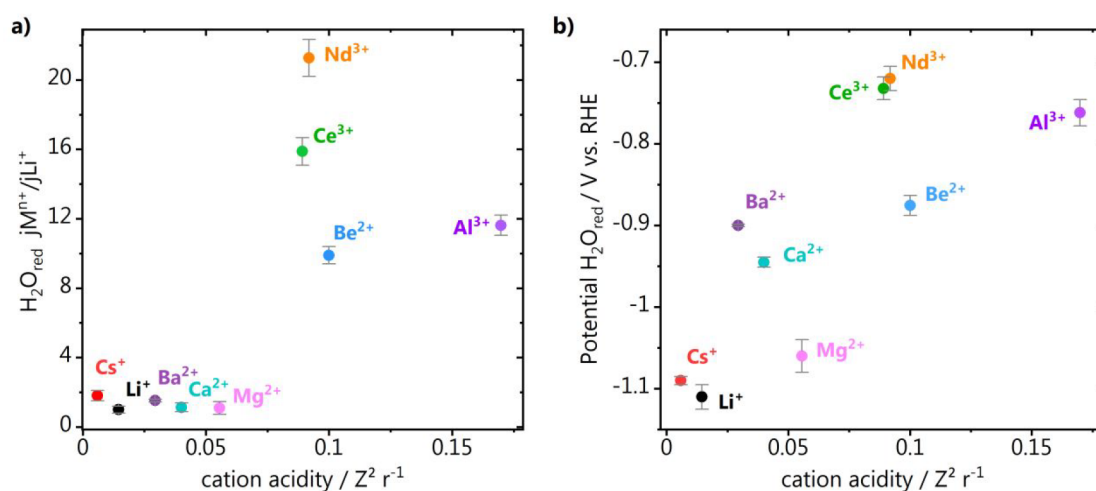 a)
H₂O_red jMⁿ⁺/jLi⁺
20
16
12
8
4
0
Nd³⁺
Ce³⁺
Be²⁺
Al³⁺
Cs⁺
Li⁺
Ba²⁺
Ca²⁺
Mg²⁺
0
0.05
0.1
0.15
cation acidity / Z² r⁻¹
b)
Potential H₂O_red / V vs. RHE
-0.7
-0.8
-0.9
-1
-1.1
Nd³⁺
Ce³⁺
Al³⁺
Be²⁺
Ba²⁺
Ca²⁺
Mg²⁺
Cs⁺
Li⁺
0
0.05
0.1
0.15
cation acidity / Z² r⁻¹